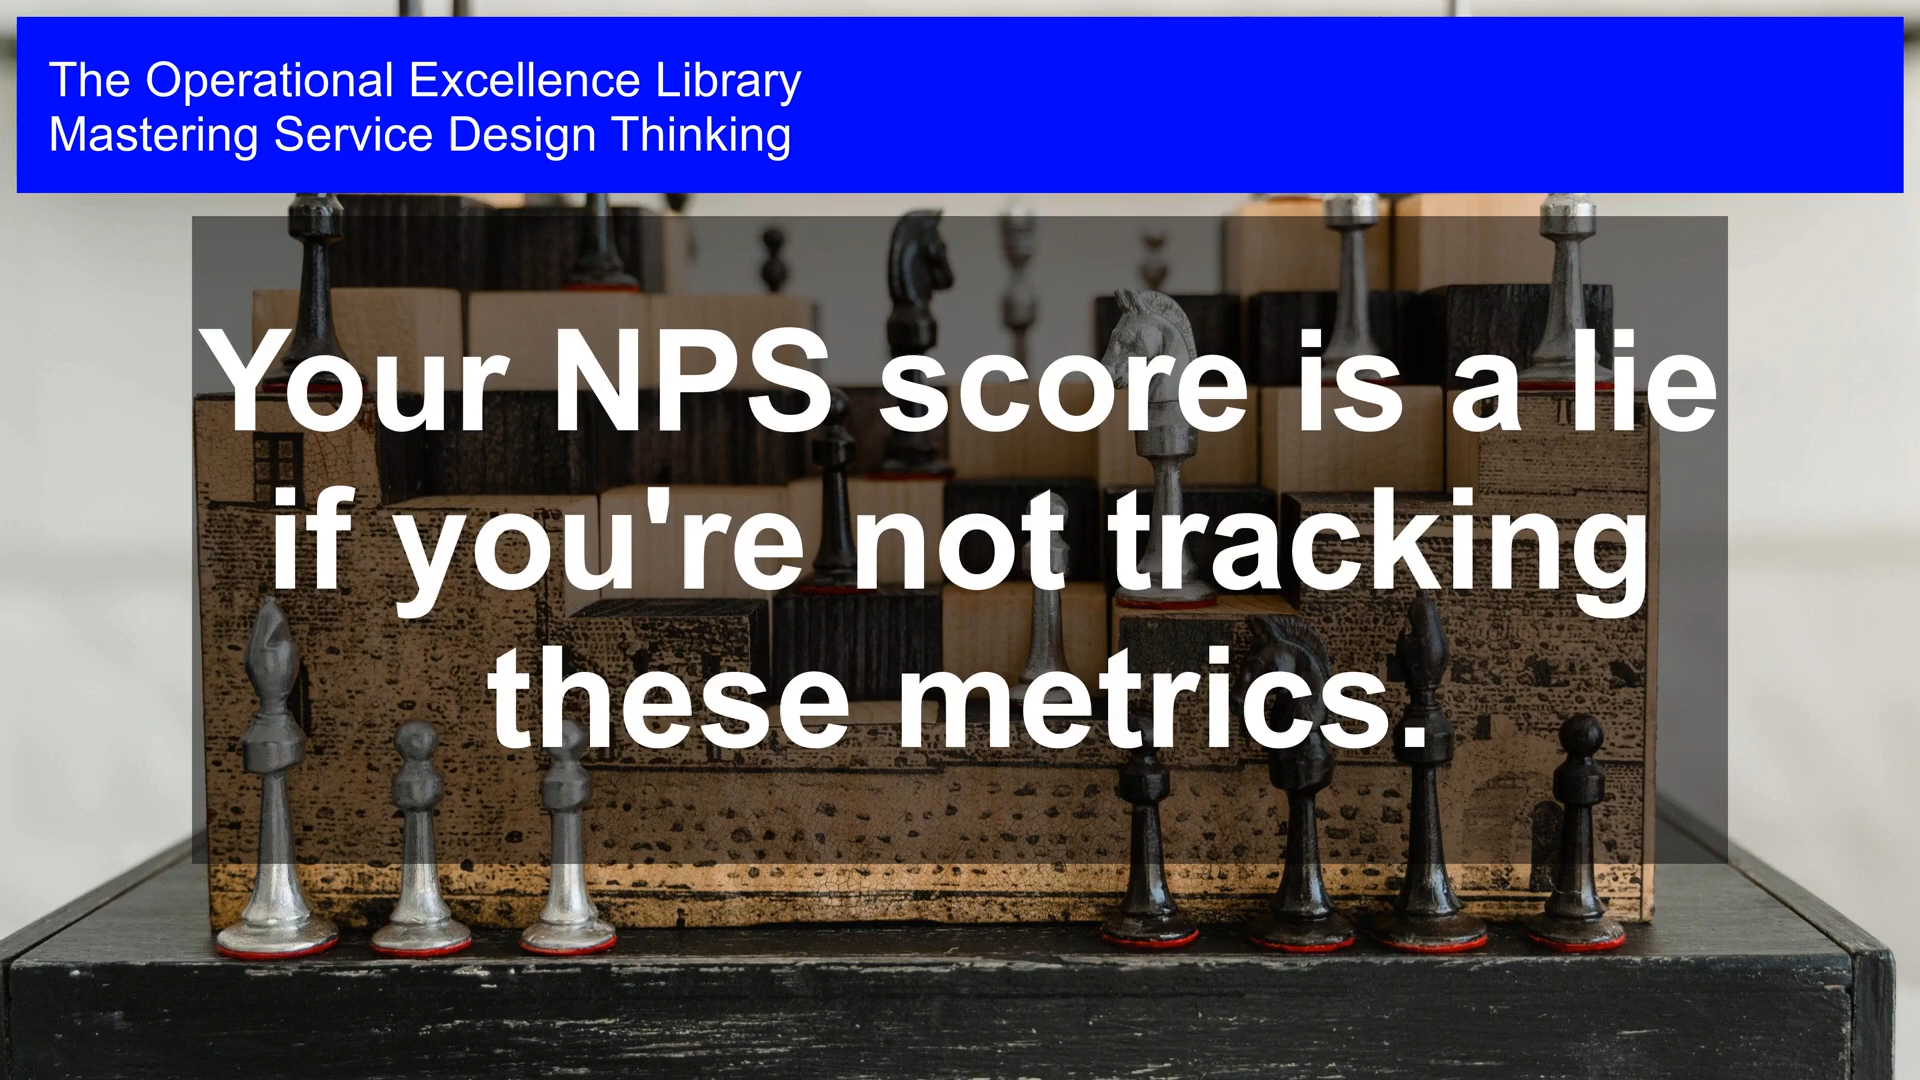 The Operational Excellence Library
Mastering Service Design Thinking
Your NPS score is a lie
if you're not tracking
these metrics.